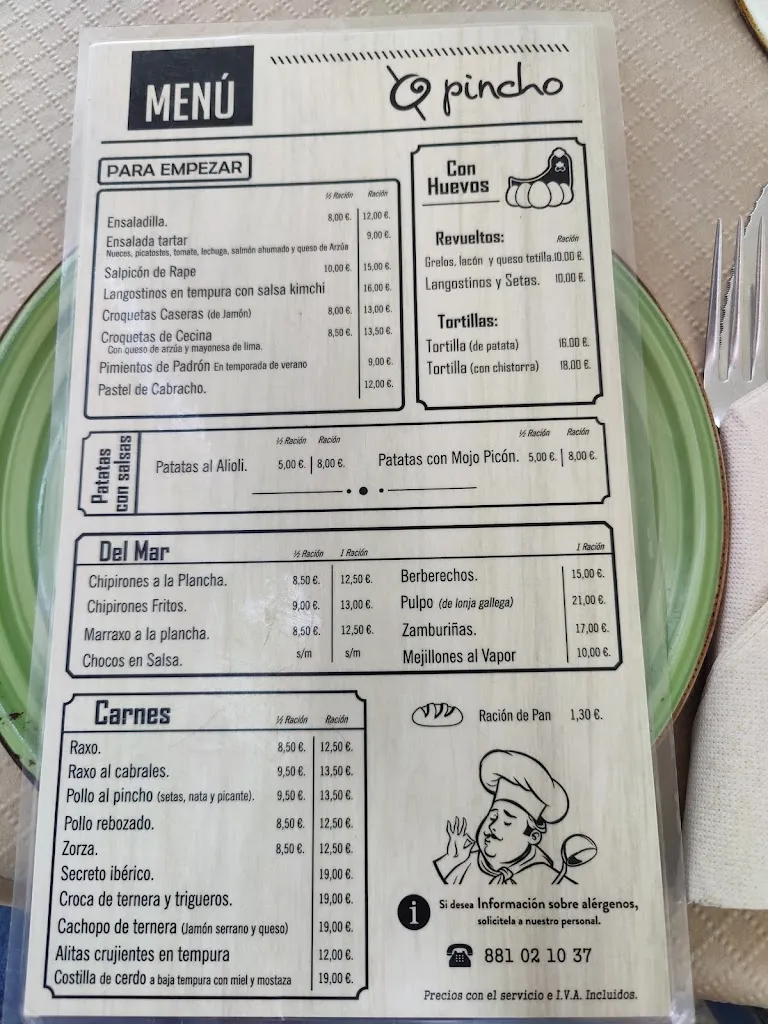 MENÚ
pincho
PARA EMPEZAR
½ Ración Ración
Ensaladilla. 8,00 €. 12,00 €.
Ensalada tartar 9,00 €.
Nueces, picatostes, tomate, lechuga, salmón ahumado y queso de Arzúa
Salpicón de Rape 10,00 €. 15,00 €.
Langostinos en tempura con salsa kimchi 16,00 €.
Croquetas Caseras (de Jamón) 8,00 €. 13,00 €.
Croquetas de Cecina 8,50 €. 13,50 €.
Con queso de arzúa y mayonesa de lima.
Pimientos de Padrón En temporada de verano 9,00 €.
Pastel de Cabracho. 12,00 €.
Con
Huevos
Revueltos: Ración
Grelos, lacón y queso tetilla.10.00 €.
Langostinos y Setas. 10,00 €.
Tortillas:
Tortilla (de patata) 16.00 €.
Tortilla (con chistorra) 18.00 €.
Patatas
con salsas
½ Ración Ración ½ Ración Ración
Patatas al Alioli. 5,00 €. 8,00 €. Patatas con Mojo Picón. 5,00 €. 8,00 €.
Del Mar
½ Ración 1 Ración
Chipirones a la Plancha. 8.50 €. 12,50 €.
Chipirones Fritos. 9,00 €. 13,00 €.
Marraxo a la plancha. 8,50 €. 12,50 €.
Chocos en Salsa. s/m s/m
1 Ración
Berberechos. 15,00 €.
Pulpo (de lonja gallega) 21,00 €.
Zamburiñas. 17,00 €.
Mejillones al Vapor 10,00 €.
Carnes
½ Ración Ración
Raxo. 8,50 €. 12,50 €.
Raxo al cabrales. 9,50 €. 13,50 €.
Pollo al pincho (setas, nata y picante). 9,50 €. 13,50 €.
Pollo rebozado. 8,50 €. 12,50 €.
Zorza. 8,50 €. 12,50 €.
Secreto ibérico. 19,00 €.
Croca de ternera y trigueros. 19,00 €.
Cachopo de ternera (Jamón serrano y queso) 19,00 €.
Alitas crujientes en tempura 12,00 €.
Costilla de cerdo a baja tempura con miel y mostaza 19,00 €.
Ración de Pan 1,30 €.
i
Si desea Información sobre alérgenos,
solicitela a nuestro personal.
881 02 10 37
Precios con el servicio e I.V.A. Incluidos.